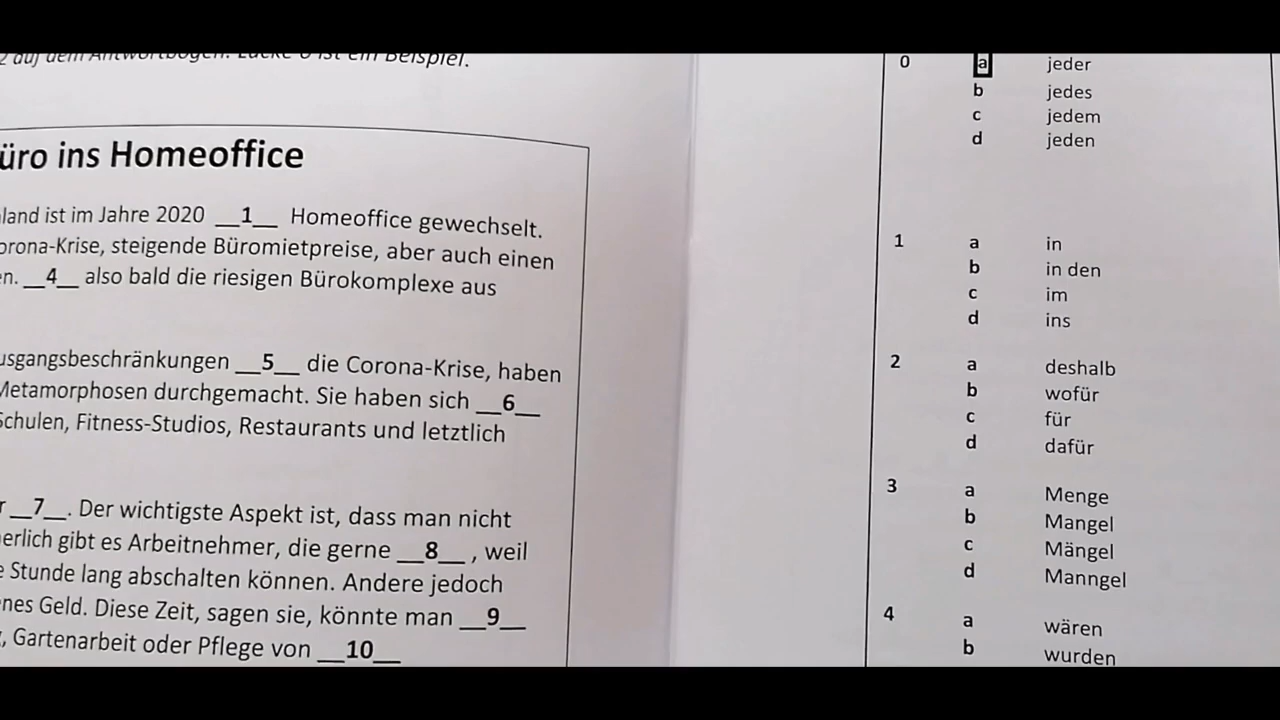 auf dem Antwortbogen. Lücke 0 ist ein Beispiel.
üro ins Homeoffice
land ist im Jahre 2020 __1__ Homeoffice gewechselt.
orona-Krise, steigende Büromietpreise, aber auch einen
en. __4__ also bald die riesigen Bürokomplexe aus
usgangsbeschränkungen __5__ die Corona-Krise, haben
Metamorphosen durchgemacht. Sie haben sich __6__
Schulen, Fitness-Studios, Restaurants und letztlich
r __7__. Der wichtigste Aspekt ist, dass man nicht
erlich gibt es Arbeitnehmer, die gerne __8__ , weil
e Stunde lang abschalten können. Andere jedoch
nes Geld. Diese Zeit, sagen sie, könnte man __9__
, Gartenarbeit oder Pflege von __10__
0 a jeder
b jedes
c jedem
d jeden
1 a in
b in den
c im
d ins
2 a deshalb
b wofür
c für
d dafür
3 a Menge
b Mangel
c Mängel
d Manngel
4 a wären
b wurden